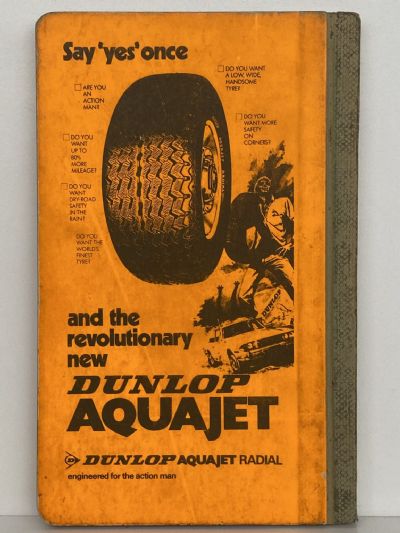 Say 'yes' once
ARE YOU
AN
ACTION
MAN?
DO YOU WANT
A LOW, WIDE,
HANDSOME
TYRE?
DO YOU
WANT
UP TO
80%
MORE
MILEAGE?
DO YOU
WANT MORE
SAFETY
ON
CORNERS?
DO YOU
WANT
DRY-ROAD
SAFETY
IN THE
RAIN?
DO YOU
WANT THE
WORLD'S
FINEST
TYRE?
DUNLOP
and the
revolutionary
new
DUNLOP
AQUAJET
DUNLOP AQUAJET RADIAL
engineered for the action man